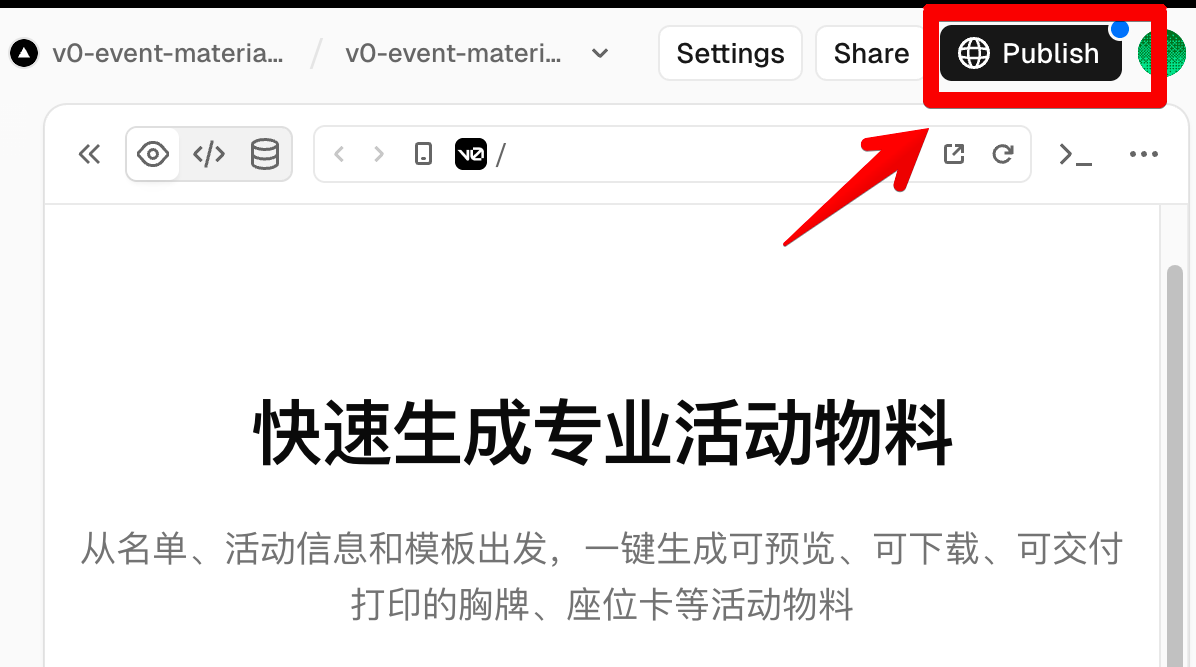 v0-event-materia... / v0-event-materi...
Settings
Share
Publish
v0 /
快速生成专业活动物料
从名单、活动信息和模板出发，一键生成可预览、可下载、可交付
打印的胸牌、座位卡等活动物料